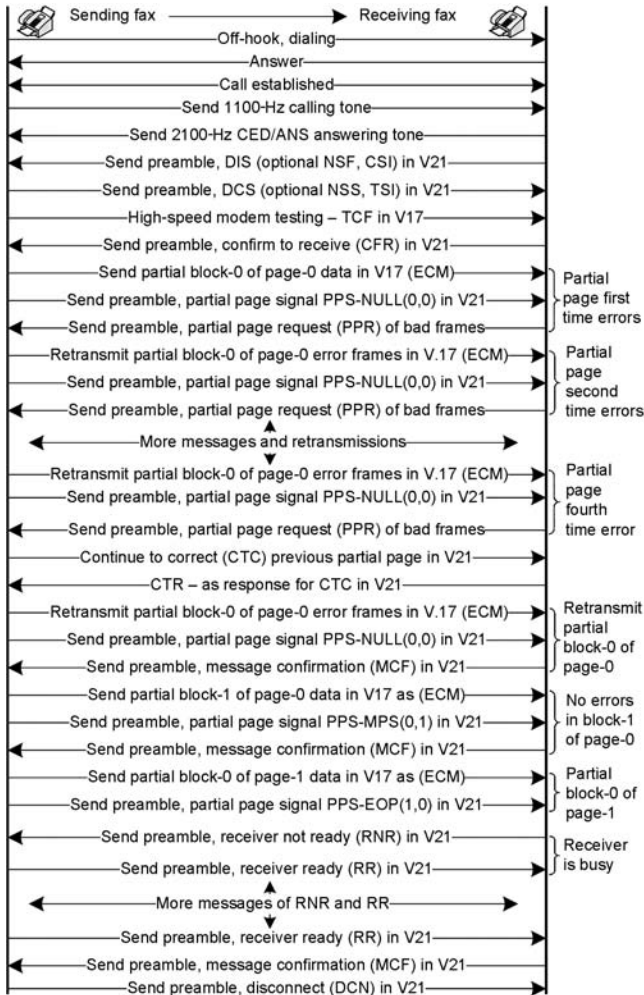 Sending fax
Receiving fax
Off-hook, dialing
Answer
Call established
Send 1100-Hz calling tone
Send 2100-Hz CED/ANS answering tone
Send preamble, DIS (optional NSF, CSI) in V21
Send preamble, DCS (optional NSS, TSI) in V21
High-speed modem testing – TCF in V17
Send preamble, confirm to receive (CFR) in V21
Send partial block-0 of page-0 data in V17 (ECM)
Send preamble, partial page signal PPS-NULL(0,0) in V21
Send preamble, partial page request (PPR) of bad frames
Partial
page first
time errors
Retransmit partial block-0 of page-0 error frames in V.17 (ECM)
Send preamble, partial page signal PPS-NULL(0,0) in V21
Send preamble, partial page request (PPR) of bad frames
Partial
page
second
time errors
More messages and retransmissions
Retransmit partial block-0 of page-0 error frames in V.17 (ECM)
Send preamble, partial page signal PPS-NULL(0,0) in V21
Send preamble, partial page request (PPR) of bad frames
Partial
page
fourth
time error
Continue to correct (CTC) previous partial page in V21
CTR – as response for CTC in V21
Retransmit partial block-0 of page-0 error frames in V.17 (ECM)
Send preamble, partial page signal PPS-NULL(0,0) in V21
Send preamble, message confirmation (MCF) in V21
Retransmit
partial
block-0 of
page-0
Send partial block-1 of page-0 data in V17 as (ECM)
Send preamble, partial page signal PPS-MPS(0,1) in V21
Send preamble, message confirmation (MCF) in V21
No errors
in block-1
of page-0
Send partial block-0 of page-1 data in V17 as (ECM)
Send preamble, partial page signal PPS-EOP(1,0) in V21
Partial
block-0 of
page-1
Send preamble, receiver not ready (RNR) in V21
Send preamble, receiver ready (RR) in V21
Receiver
is busy
More messages of RNR and RR
Send preamble, receiver ready (RR) in V21
Send preamble, message confirmation (MCF) in V21
Send preamble, disconnect (DCN) in V21